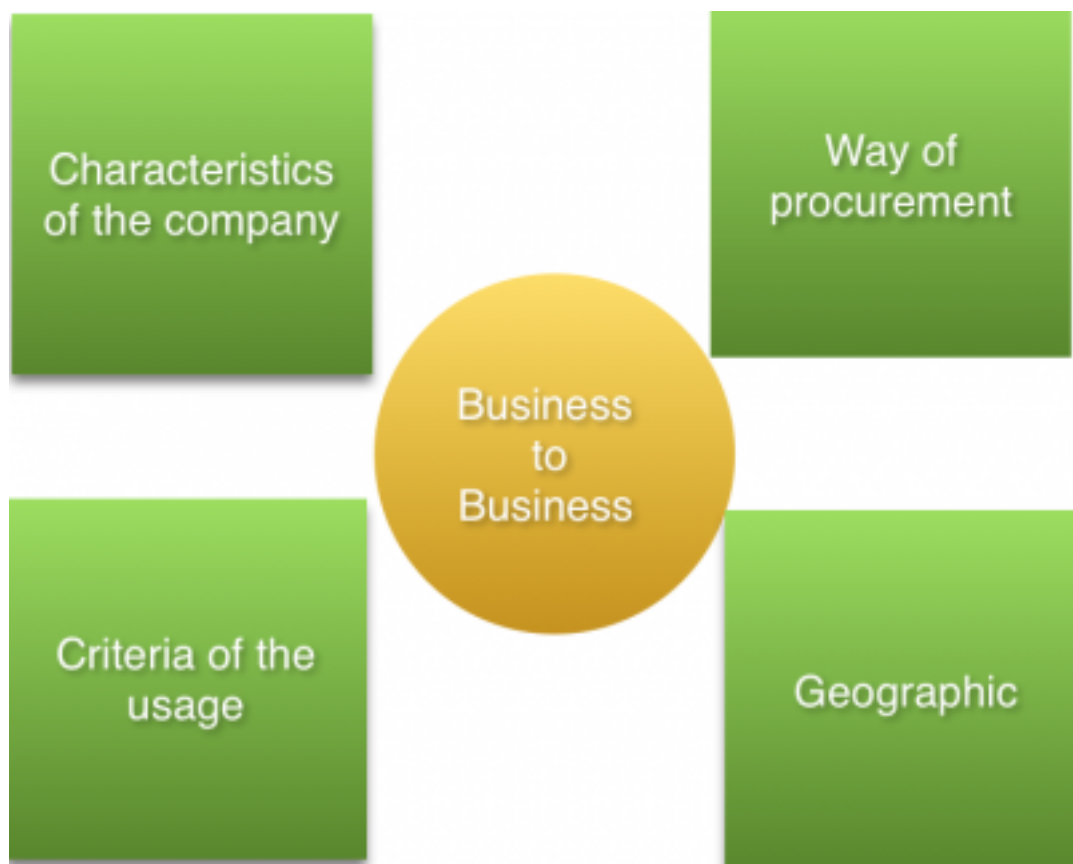 Characteristics
of the company
Way of
procurement
Business
to
Business
Criteria of the
usage
Geographic